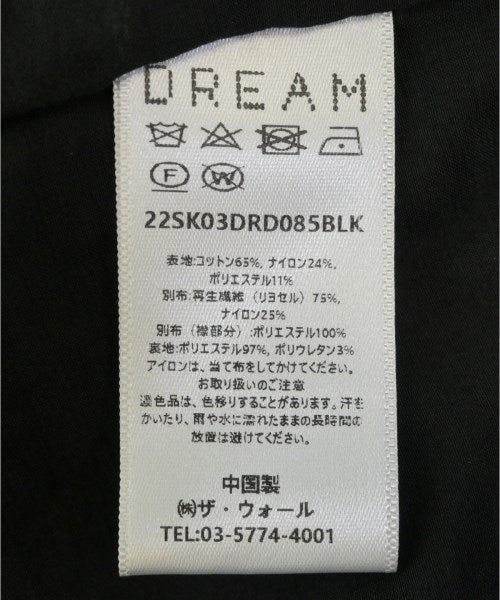 DREAM
F
W
22SK03DRD085BLK
表地:コットン65%, ナイロン24%,
ポリエステル11%
別布:再生繊維（リヨセル）75%,
ナイロン25%
別布（襟部分）:ポリエステル100%
裏地:ポリエステル97%, ポリウレタン3%
アイロンは、当て布をしてかけてください。
お取り扱いのご注意
濃色品は、色移りすることがあります。汗を
かいたり、雨や水に濡れたままの長時間の
放置は避けてください。
中国製
㈱ザ・ウォール
TEL:03-5774-4001